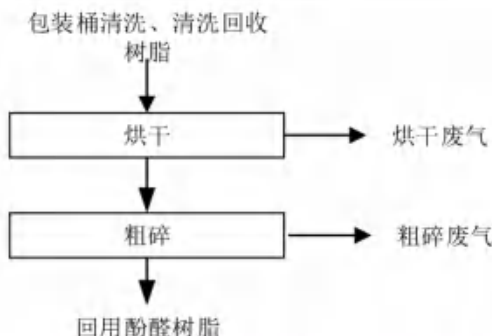 包装桶清洗、清洗回收
树脂
烘干
烘干废气
粗碎
粗碎废气
回用酚醛树脂